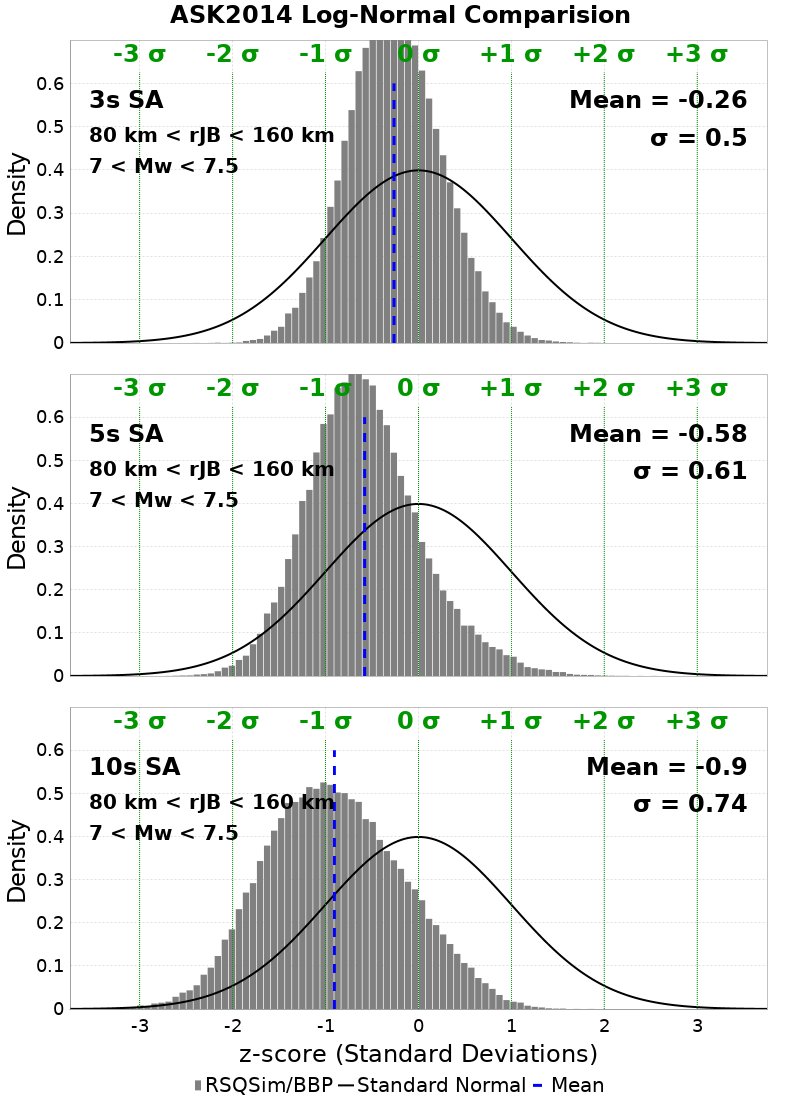 ASK2014 Log-Normal Comparision
-3 σ -2 σ -1 σ 0 σ +1 σ +2 σ +3 σ
0.6
3s SA Mean = -0.26
0.5
80 km < rJB < 160 km σ = 0.5
7 < Mw < 7.5
0.4
0.3
0.2
0.1
0
Density
-3 σ -2 σ -1 σ 0 σ +1 σ +2 σ +3 σ
0.6
5s SA Mean = -0.58
0.5
80 km < rJB < 160 km σ = 0.61
7 < Mw < 7.5
0.4
0.3
0.2
0.1
0
Density
-3 σ -2 σ -1 σ 0 σ +1 σ +2 σ +3 σ
0.6
10s SA Mean = -0.9
0.5
80 km < rJB < 160 km σ = 0.74
7 < Mw < 7.5
0.4
0.3
0.2
0.1
0
Density
-3 -2 -1 0 1 2 3
z-score (Standard Deviations)
RSQSim/BBP Standard Normal Mean